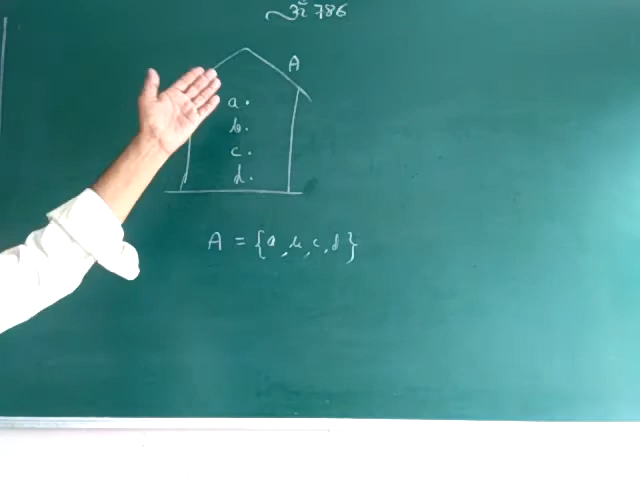 786
A
a.
b.
c.
d.
A = {a, b, c, d}